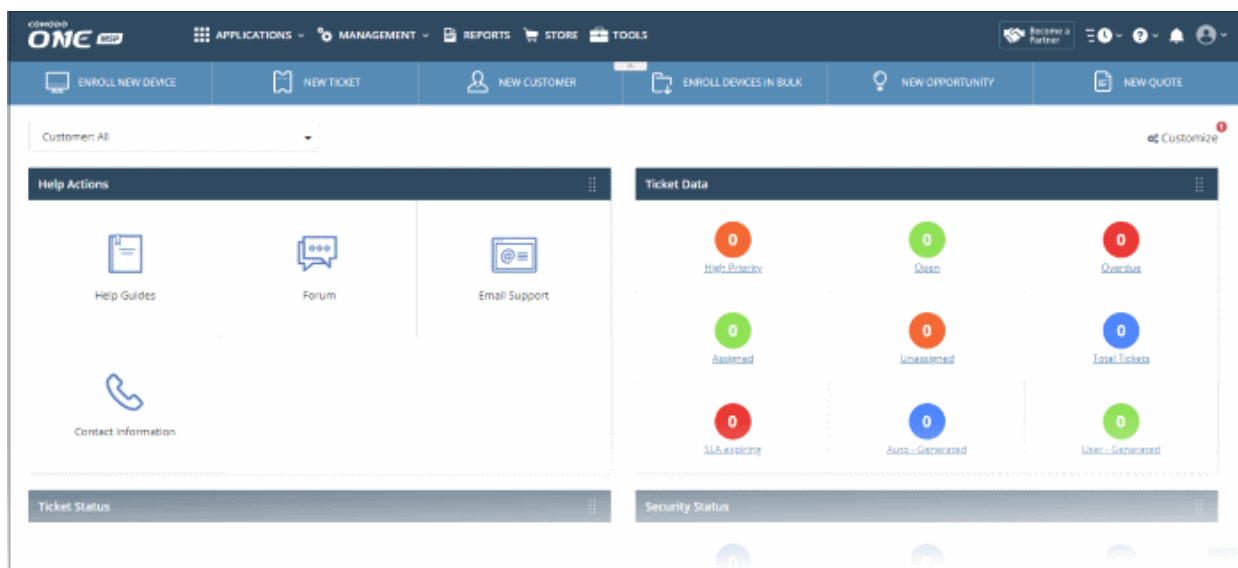 COMODO
ONE MSP
APPLICATIONS
MANAGEMENT
REPORTS
STORE
TOOLS
Become a
Partner
ENROLL NEW DEVICE
NEW TICKET
NEW CUSTOMER
ENROLL DEVICES IN BULK
NEW OPPORTUNITY
NEW QUOTE
Customer: All
Customize
1
Help Actions
Help Guides
Forum
Email Support
Contact Information
Ticket Data
0
High Priority
0
Open
0
Overdue
0
Assigned
0
Unassigned
0
Total Tickets
0
SLA expiring
0
Auto - Generated
0
User - Generated
Ticket Status
Security Status